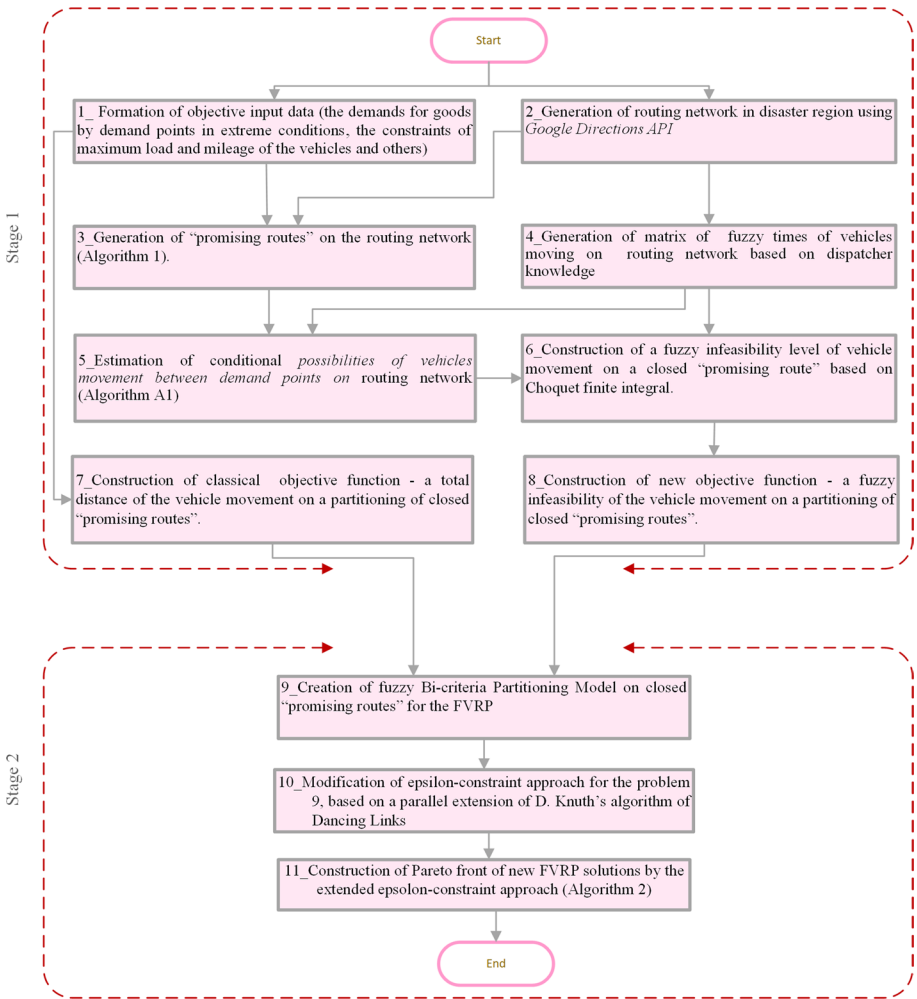 Start
1_ Formation of objective input data (the demands for goods
by demand points in extreme conditions, the constraints of
maximum load and mileage of the vehicles and others)
2_Generation of routing network in disaster region using
Google Directions API
Stage 1
3_Generation of “promising routes” on the routing network
(Algorithm 1).
4_Generation of matrix of fuzzy times of vehicles
moving on routing network based on dispatcher
knowledge
5_Estimation of conditional possibilities of vehicles
movement between demand points on routing network
(Algorithm A1)
6_Construction of a fuzzy infeasibility level of vehicle
movement on a closed “promising route” based on
Choquet finite integral.
7_Construction of classical objective function - a total
distance of the vehicle movement on a partitioning of closed
“promising routes”.
8_Construction of new objective function - a fuzzy
infeasibility of the vehicle movement on a partitioning of
closed “promising routes”.
9_Creation of fuzzy Bi-criteria Partitioning Model on closed
“promising routes” for the FVRP
Stage 2
10_Modification of epsilon-constraint approach for the problem
9, based on a parallel extension of D. Knuth’s algorithm of
Dancing Links
11_Construction of Pareto front of new FVRP solutions by the
extended epsolon-constraint approach (Algorithm 2)
End